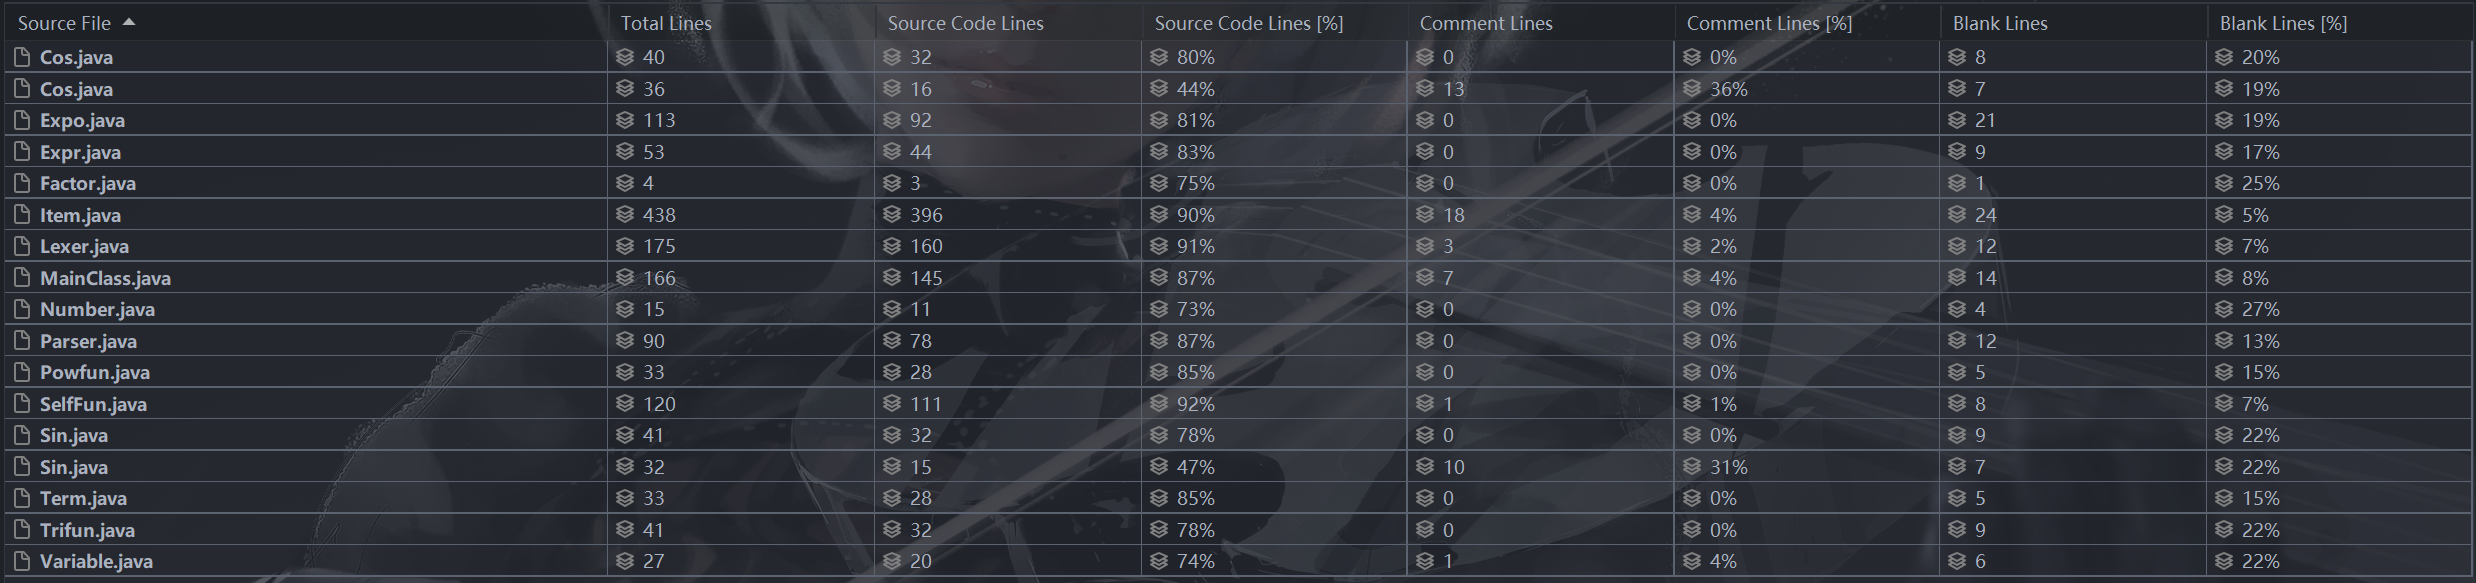 Source File Total Lines Source Code Lines Source Code Lines [%] Comment Lines Comment Lines [%] Blank Lines Blank Lines [%]
Cos.java 40 32 80% 0 0% 8 20%
Cos.java 36 16 44% 13 36% 7 19%
Expo.java 113 92 81% 0 0% 21 19%
Expr.java 53 44 83% 0 0% 9 17%
Factor.java 4 3 75% 0 0% 1 25%
Item.java 438 396 90% 18 4% 24 5%
Lexer.java 175 160 91% 3 2% 12 7%
MainClass.java 166 145 87% 7 4% 14 8%
Number.java 15 11 73% 0 0% 4 27%
Parser.java 90 78 87% 0 0% 12 13%
Powfun.java 33 28 85% 0 0% 5 15%
SelfFun.java 120 111 92% 1 1% 8 7%
Sin.java 41 32 78% 0 0% 9 22%
Sin.java 32 15 47% 10 31% 7 22%
Term.java 33 28 85% 0 0% 5 15%
Trifun.java 41 32 78% 0 0% 9 22%
Variable.java 27 20 74% 1 4% 6 22%